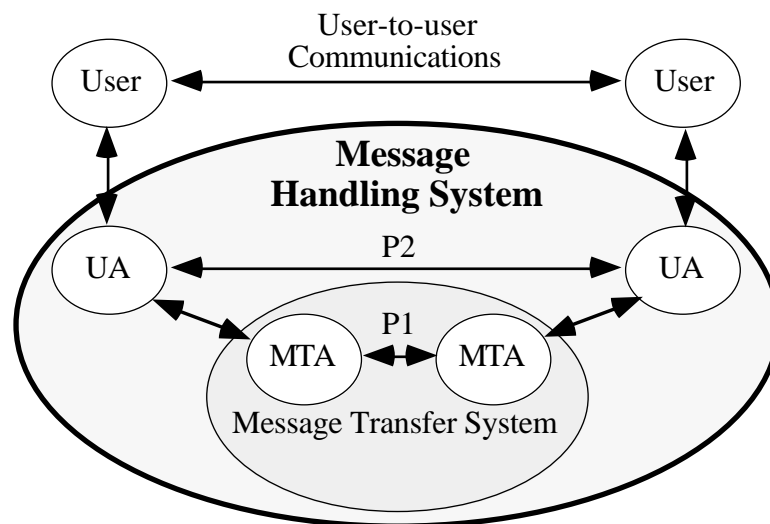 User-to-user
Communications
User
User
Message
Handling System
UA
P2
UA
MTA
P1
MTA
Message Transfer System